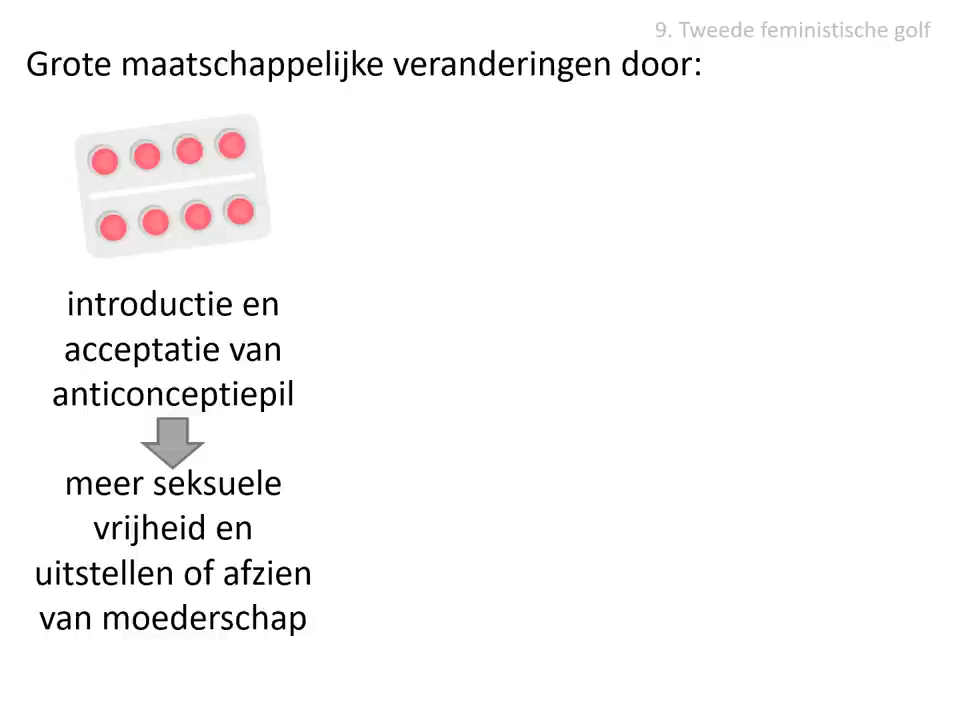 9. Tweede feministische golf
Grote maatschappelijke veranderingen door:
introductie en
acceptatie van
anticonceptiepil
meer seksuele
vrijheid en
uitstellen of afzien
van moederschap